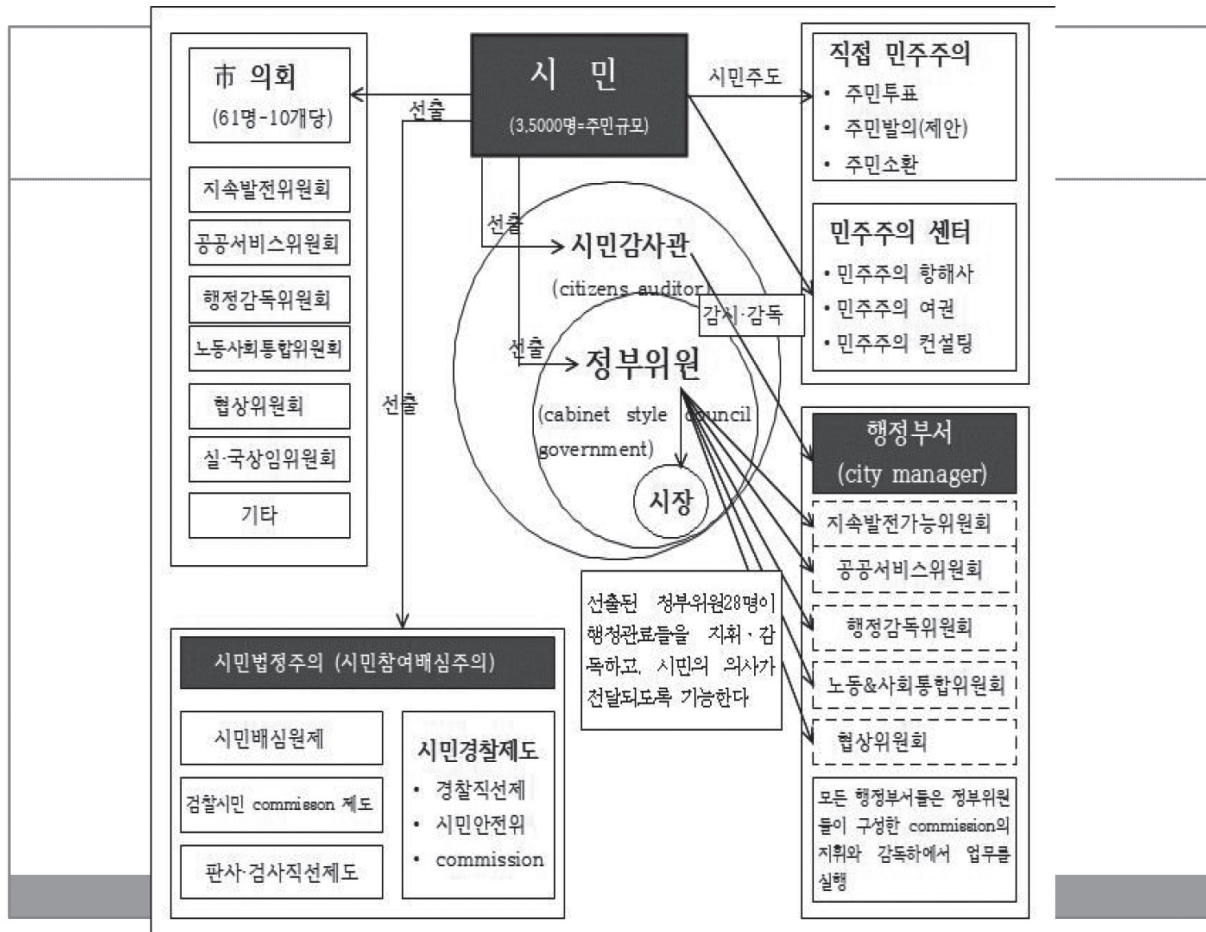 市 의회
(61명-10개당)
지속발전위원회
공공서비스위원회
행정감독위원회
노동사회통합위원회
협상위원회
실·국상임위원회
기타
시 민
(3,5000명=주민규모)
선출
시민주도
선출
선출
선출
시민감사관
(citizens auditor)
감시·감독
정부위원
(cabinet style council
government)
시장
선출된 정부위원28명이
행정관료들을 지휘·감
독하고, 시민의 의사가
전달되도록 기능한다
직접 민주주의
• 주민투표
• 주민발의(제안)
• 주민소환
민주주의 센터
• 민주주의 항해사
• 민주주의 여권
• 민주주의 컨설팅
행정부서
(city manager)
지속발전가능위원회
공공서비스위원회
행정감독위원회
노동&사회통합위원회
협상위원회
모든 행정부서들은 정부위원
들이 구성한 commission의
지휘와 감독하에서 업무를
실행
시민법정주의 (시민참여배심주의)
시민배심원제
검찰시민 commisson 제도
판사·검사직선제도
시민경찰제도
• 경찰직선제
• 시민안전위
• commission